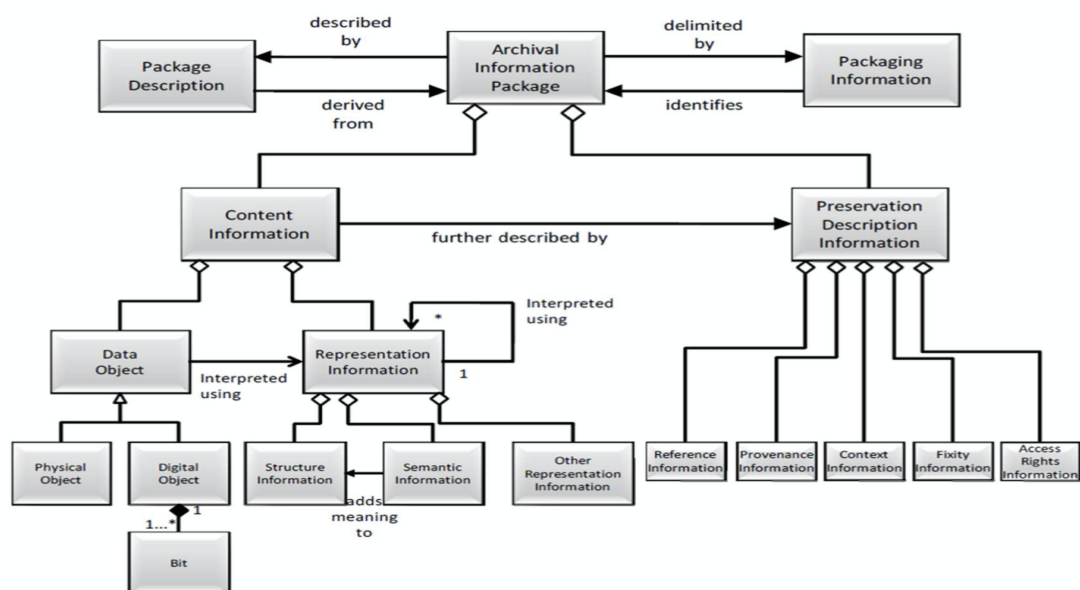 described
by
delimited
by
Package
Description
Archival
Information
Package
Packaging
Information
derived
from
identifies
Content
Information
Preservation
Description
Information
further described by
Interpreted
using
*
Data
Object
Representation
Information
Interpreted
using
1
Physical
Object
Digital
Object
Structure
Information
Semantic
Information
Other
Representation
Information
Reference
Information
Provenance
Information
Context
Information
Fixity
Information
Access
Rights
Information
adds
meaning
to
1
1...*
Bit